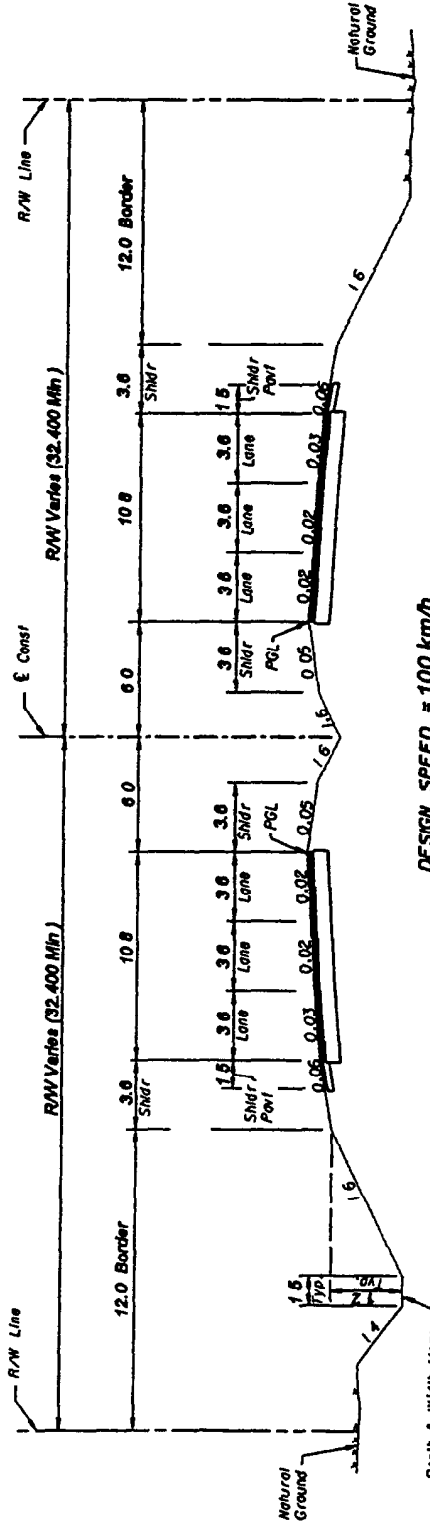 R/W Line
R/W Line
₵ Const
R/W Varies (32.400 Min)
R/W Varies (32.400 Min)
12.0 Border
3.6
Shldr
10.8
6.0
6.0
10.8
3.6
Shldr
12.0 Border
1.5
Shldr
Pavt
3.6
Lane
3.6
Lane
3.6
Lane
3.6
Shldr
3.6
Shldr
3.6
Lane
3.6
Lane
3.6
Lane
1.5
Shldr
Pavt
PGL
PGL
Natural
Ground
Natural
Ground
1.5
Typ.
1.2
Typ.
1:4
1:6
0.06
0.03
0.02
0.02
0.05
1:6
1:6
0.05
0.02
0.02
0.03
0.06
1:6
DESIGN SPEED = 100 km/h